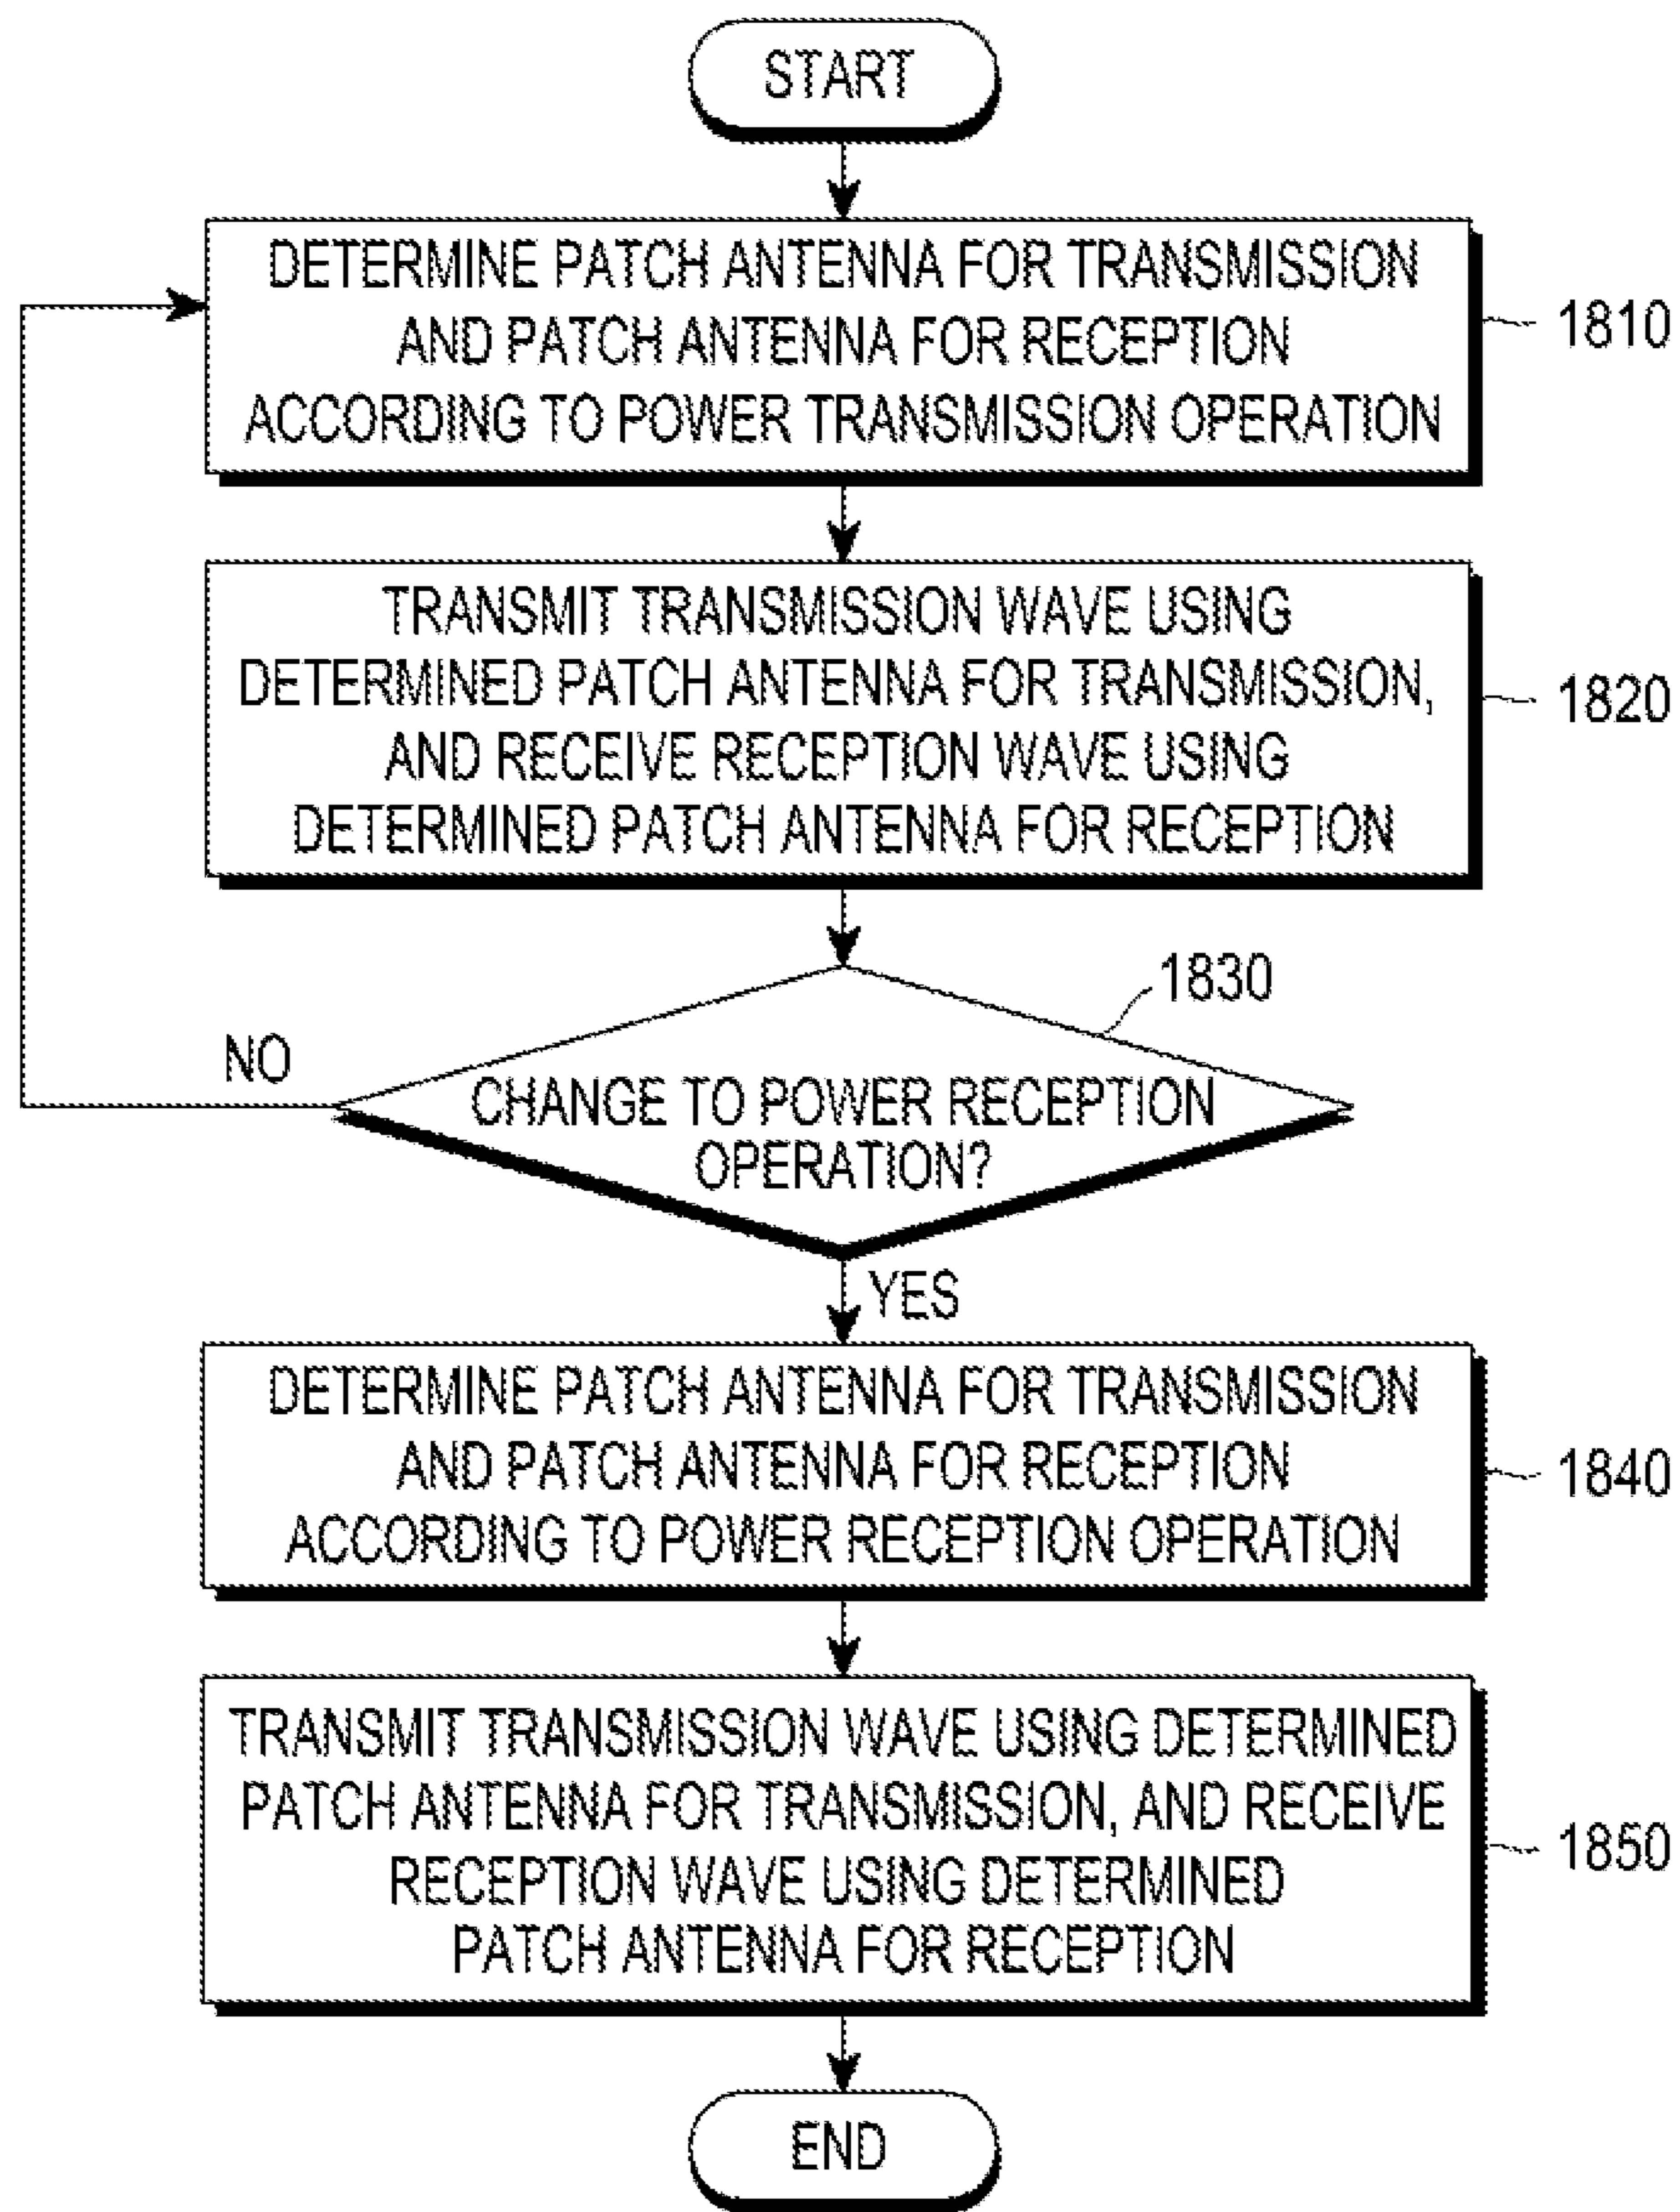 START
DETERMINE PATCH ANTENNA FOR TRANSMISSION
AND PATCH ANTENNA FOR RECEPTION
ACCORDING TO POWER TRANSMISSION OPERATION
1810
TRANSMIT TRANSMISSION WAVE USING
DETERMINED PATCH ANTENNA FOR TRANSMISSION,
AND RECEIVE RECEPTION WAVE USING
DETERMINED PATCH ANTENNA FOR RECEPTION
1820
1830
NO
CHANGE TO POWER RECEPTION
OPERATION?
YES
DETERMINE PATCH ANTENNA FOR TRANSMISSION
AND PATCH ANTENNA FOR RECEPTION
ACCORDING TO POWER RECEPTION OPERATION
1840
TRANSMIT TRANSMISSION WAVE USING DETERMINED
PATCH ANTENNA FOR TRANSMISSION, AND RECEIVE
RECEPTION WAVE USING DETERMINED
PATCH ANTENNA FOR RECEPTION
1850
END